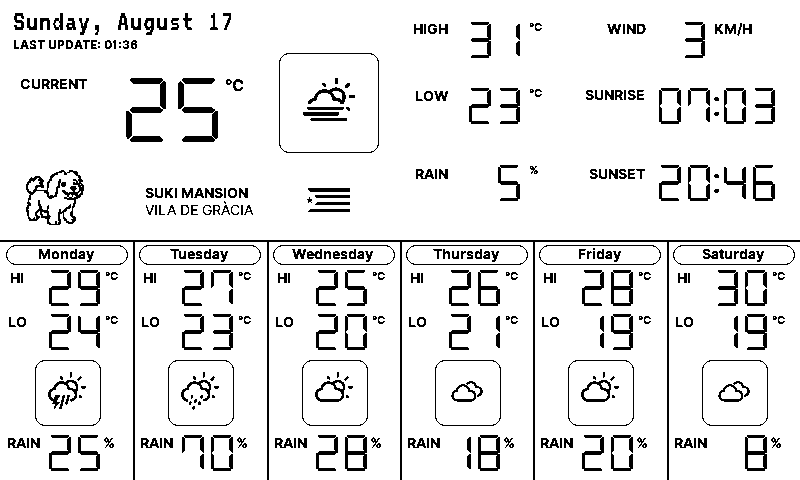 Sunday, August 17
LAST UPDATE: 01:36
CURRENT 25 °C
SUKI MANSION
VILA DE GRÀCIA
HIGH 31 °C
LOW 23 °C
RAIN 5 %
WIND 3 KM/H
SUNRISE 07:03
SUNSET 20:46
Monday
HI 29 °C
LO 24 °C
RAIN 25 %
Tuesday
HI 27 °C
LO 23 °C
RAIN 70 %
Wednesday
HI 25 °C
LO 20 °C
RAIN 28 %
Thursday
HI 26 °C
LO 21 °C
RAIN 18 %
Friday
HI 28 °C
LO 19 °C
RAIN 20 %
Saturday
HI 30 °C
LO 19 °C
RAIN 8 %